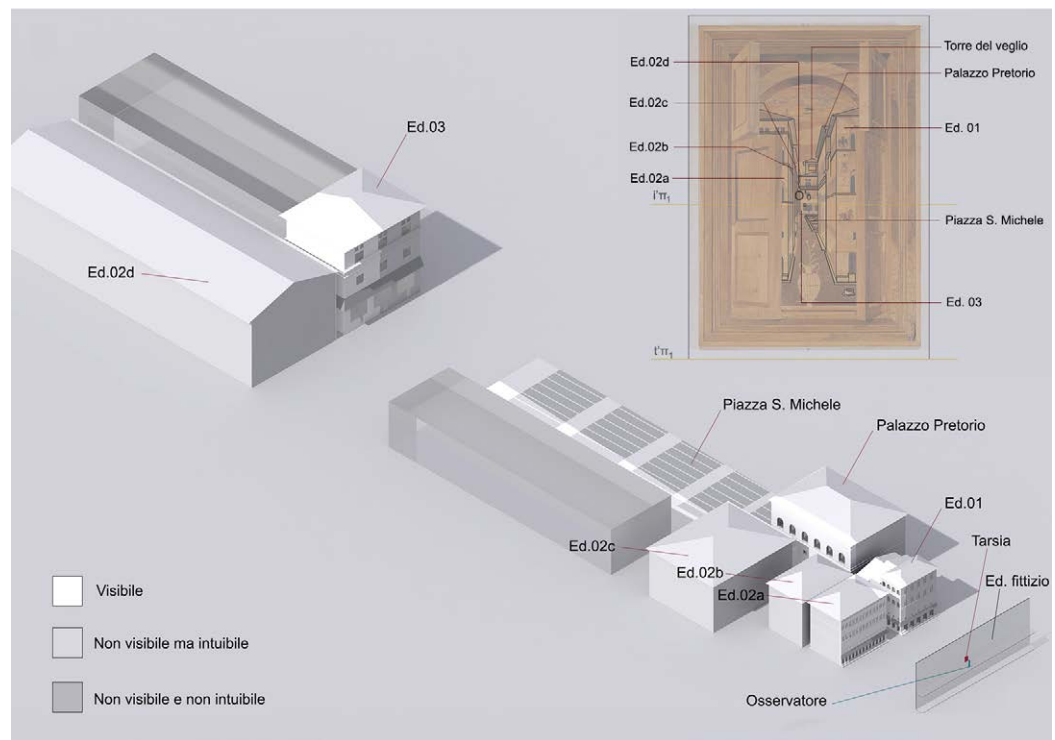 Torre del veglio
Ed.02d
Palazzo Pretorio
Ed.02c
Ed. 01
Ed.02b
Ed.02a
i'π1
Piazza S. Michele
Ed. 03
t'π1
Ed.03
Ed.02d
Piazza S. Michele
Palazzo Pretorio
Ed.01
Tarsia
Ed. fittizio
Ed.02c
Ed.02b
Ed.02a
Osservatore
Visibile
Non visibile ma intuibile
Non visibile e non intuibile